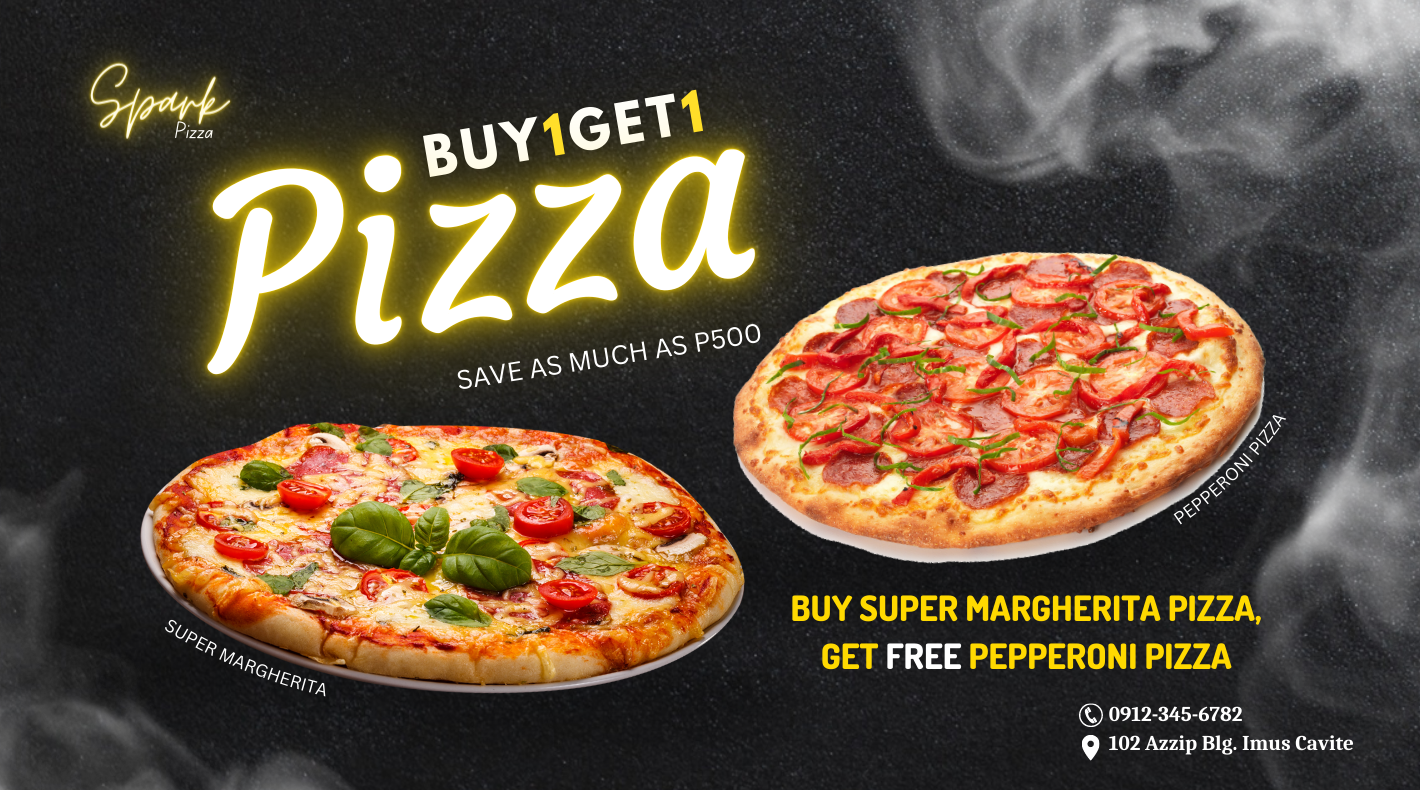 Spark
Pizza
BUY1GET1
Pizza
SAVE AS MUCH AS P500
PEPPERONI PIZZA
SUPER MARGHERITA
BUY SUPER MARGHERITA PIZZA,
GET FREE PEPPERONI PIZZA
0912-345-6782
102 Azzip Blg. Imus Cavite